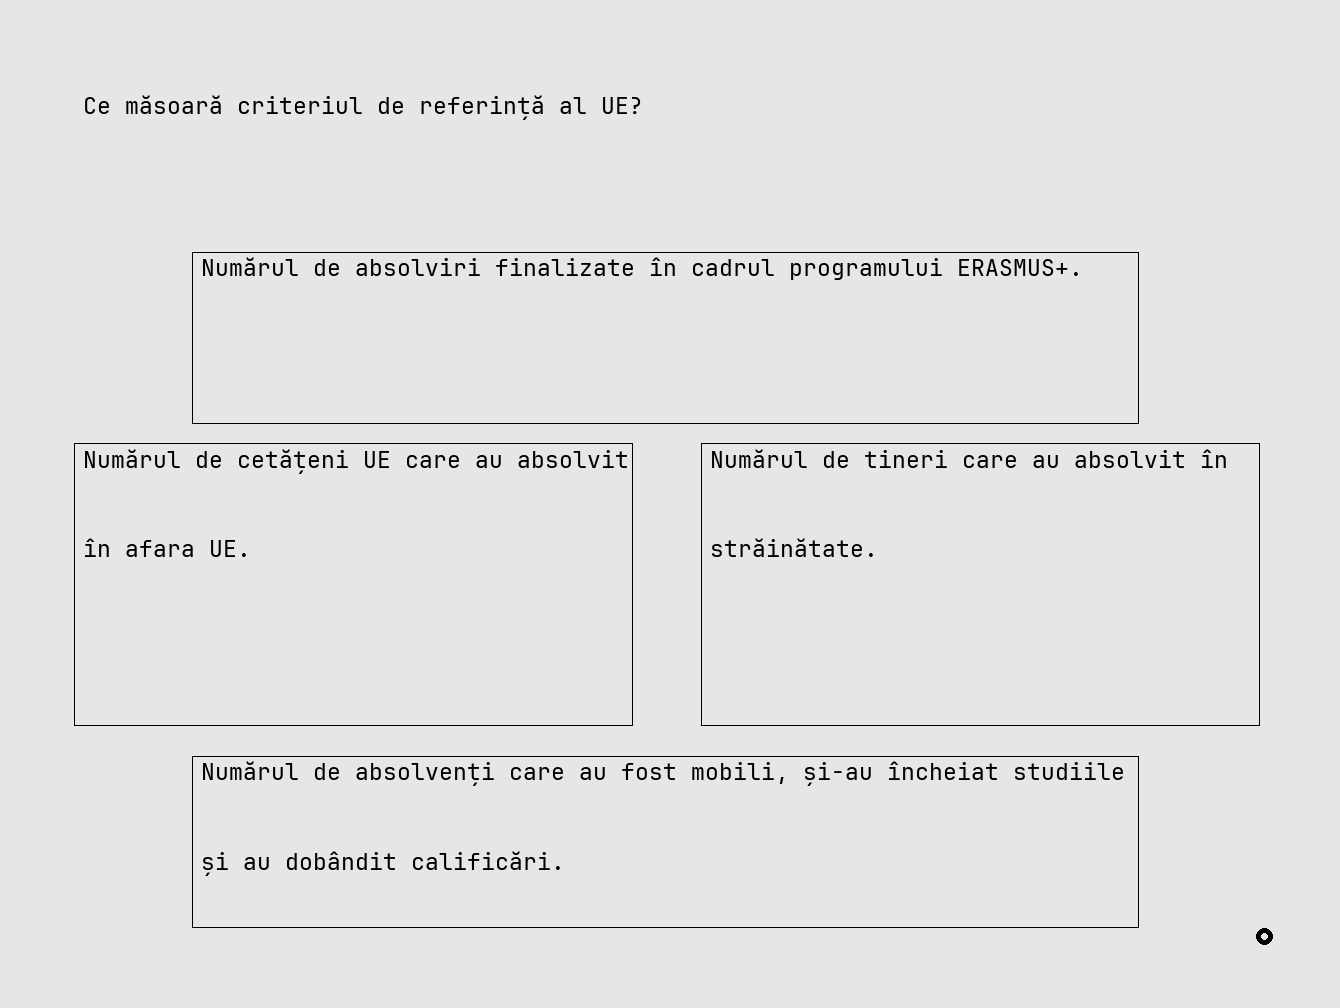 Ce măsoară criteriul de referință al UE?
Numărul de absolviri finalizate în cadrul programului ERASMUS+.
Numărul de cetățeni UE care au absolvit
în afara UE.
Numărul de tineri care au absolvit în
străinătate.
Numărul de absolvenți care au fost mobili, și-au încheiat studiile
și au dobândit calificări.